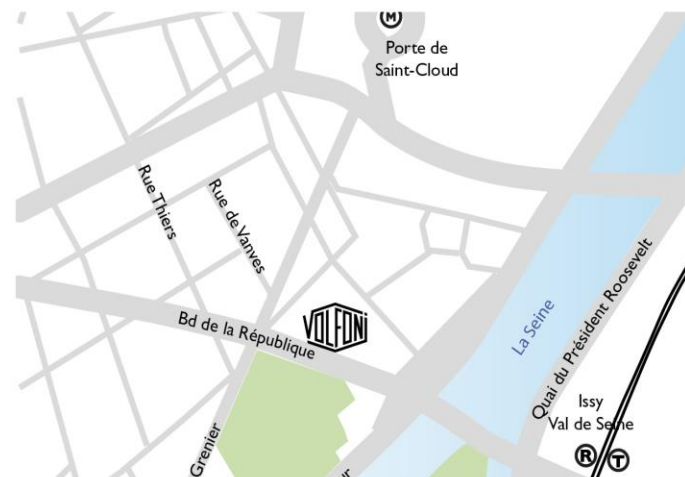 M
Porte de
Saint-Cloud
Rue Thiers
Rue de Vanves
Bd de la République
VOLFONI
La Seine
Quai du Président Roosevelt
Issy
Val de Seine
R T
Grenier